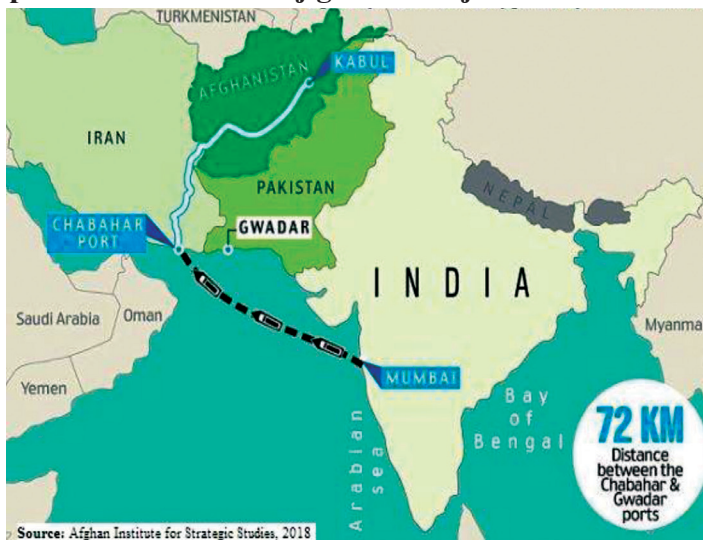 TURKMENISTAN
AFGHANISTAN
KABUL
IRAN
PAKISTAN
CHABAHAR
PORT
GWADAR
NEPAL
INDIA
Saudi Arabia
Oman
Myanma
Yemen
MUMBAI
Arabian
sea
Bay
of
Bengal
72 KM
Distance
between the
Chabahar &
Gwadar
ports
Source: Afghan Institute for Strategic Studies, 2018